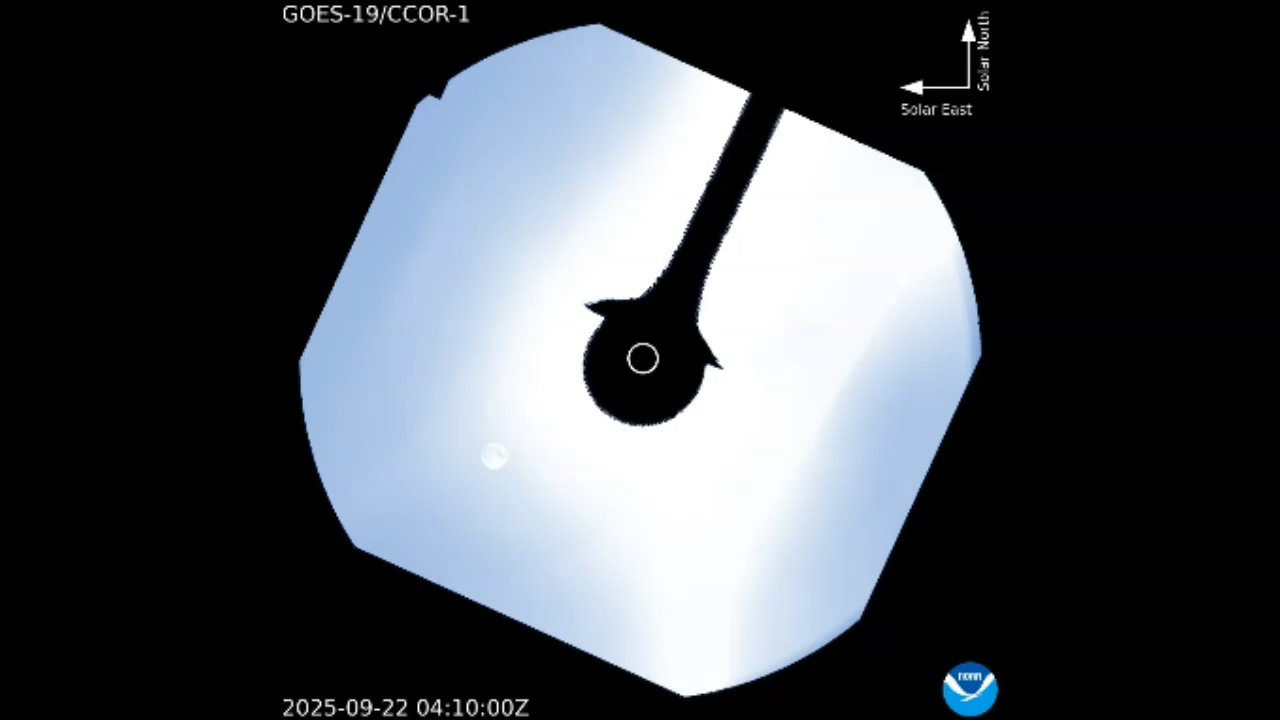 GOES-19/CCOR-1
Solar North
Solar East
noaa
2025-09-22 04:10:00Z